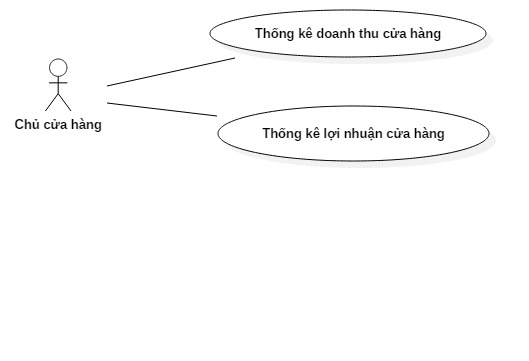 Thống kê doanh thu cửa hàng
Chủ cửa hàng
Thống kê lợi nhuận cửa hàng